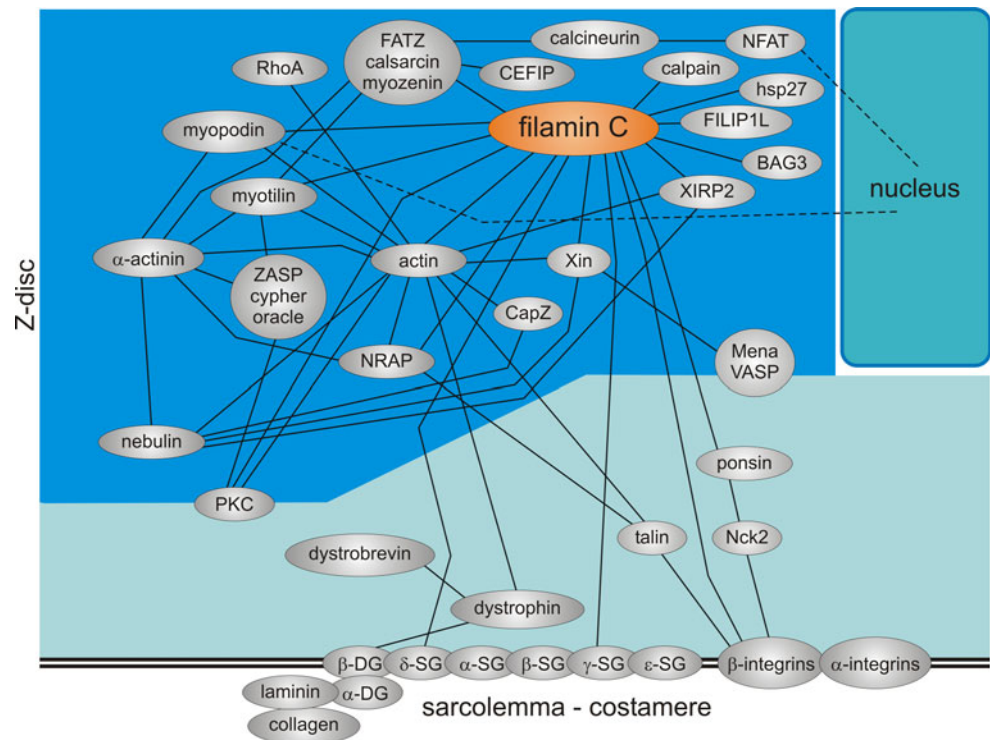 FATZ
calsarcin
myozenin
calcineurin
NFAT
RhoA
CEFIP
calpain
hsp27
myopodin
filamin C
FILIP1L
BAG3
nucleus
myotilin
XIRP2
α-actinin
actin
Xin
ZASP
cypher
oracle
Z-disc
CapZ
NRAP
Mena
VASP
nebulin
ponsin
PKC
talin
Nck2
dystrobrevin
dystrophin
β-DG
δ-SG
α-SG
β-SG
γ-SG
ε-SG
β-integrins
α-integrins
laminin
α-DG
collagen
sarcolemma - costamere